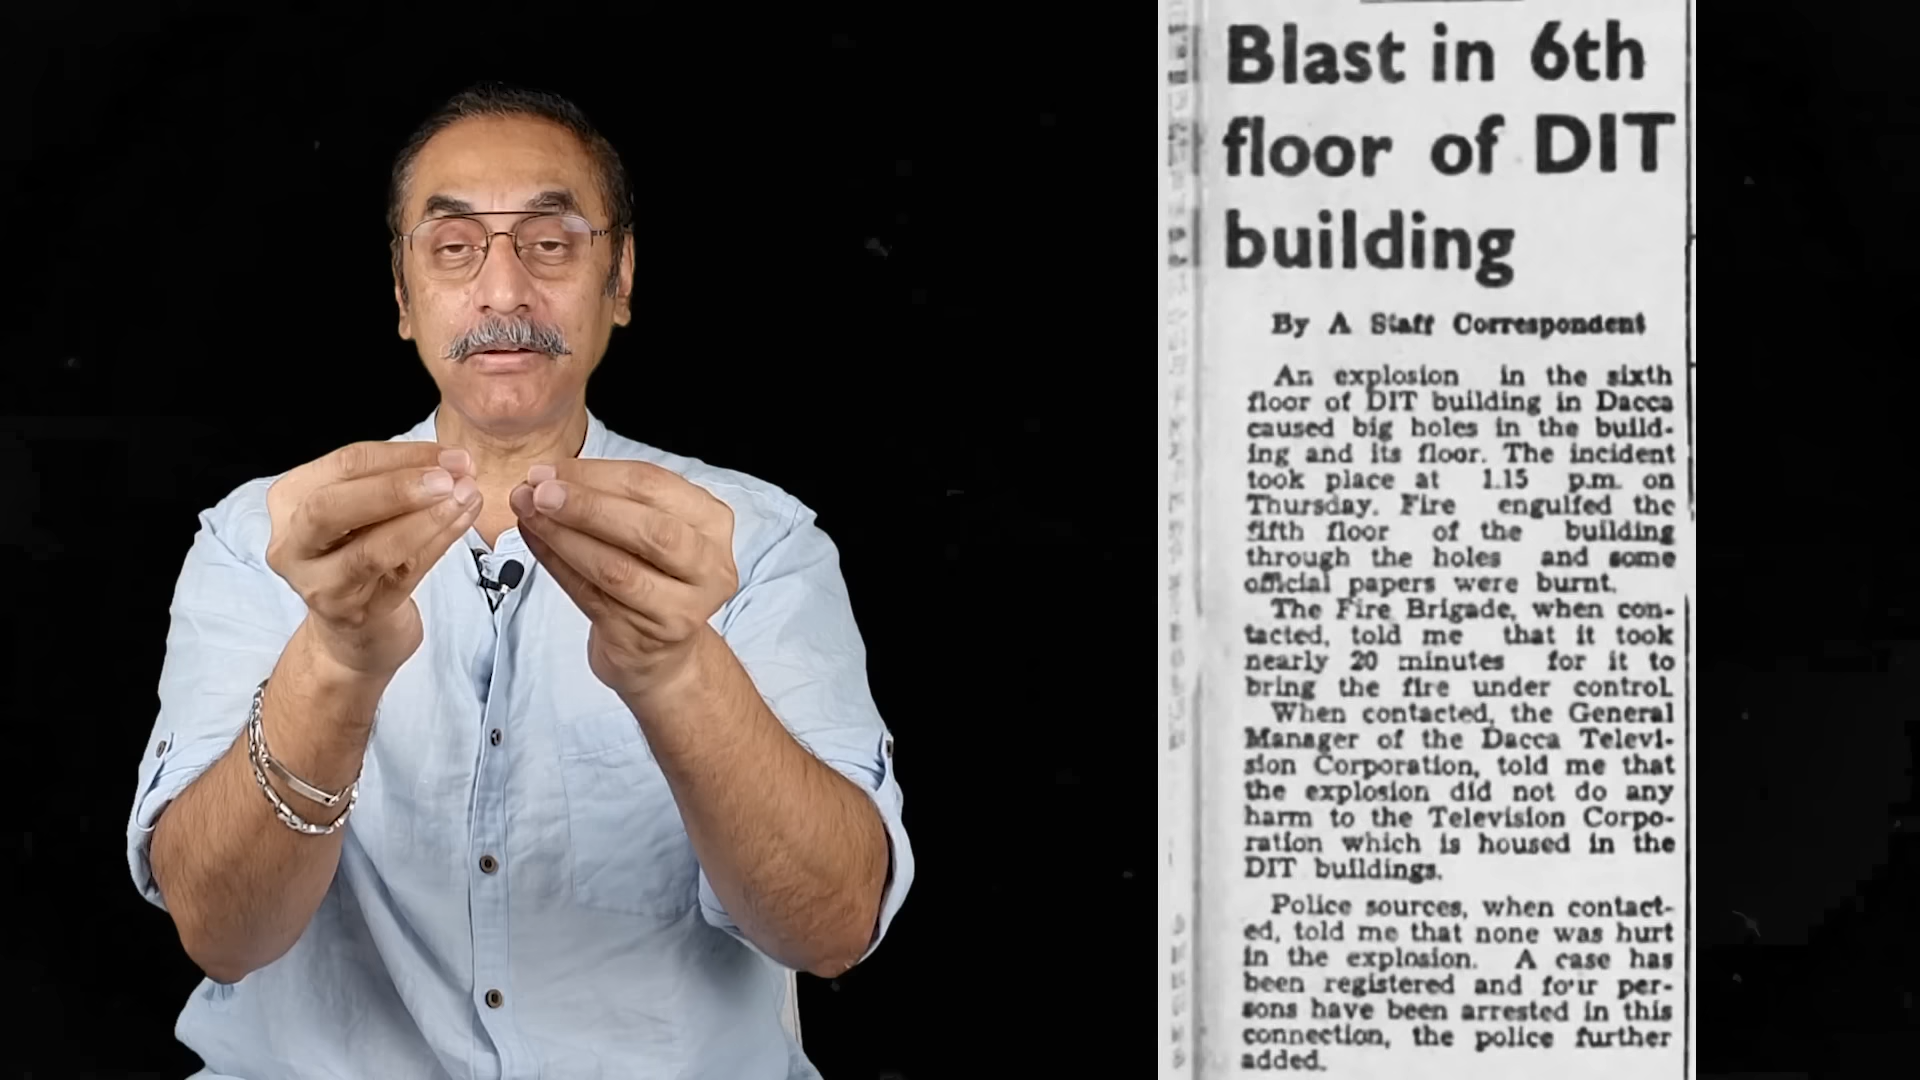 Blast in 6th
floor of DIT
building
By A Staff Correspondent
An explosion in the sixth
floor of DIT building in Dacca
caused big holes in the build-
ing and its floor. The incident
took place at 1.15 p.m. on
Thursday. Fire engulfed the
fifth floor of the building
through the holes and some
official papers were burnt.
The Fire Brigade, when con-
tacted, told me that it took
nearly 20 minutes for it to
bring the fire under control.
When contacted, the General
Manager of the Dacca Televi-
sion Corporation, told me that
the explosion did not do any
harm to the Television Corpo-
ration which is housed in the
DIT buildings.
Police sources, when contact-
ed, told me that none was hurt
in the explosion. A case has
been registered and four per-
sons have been arrested in this
connection, the police further
added.